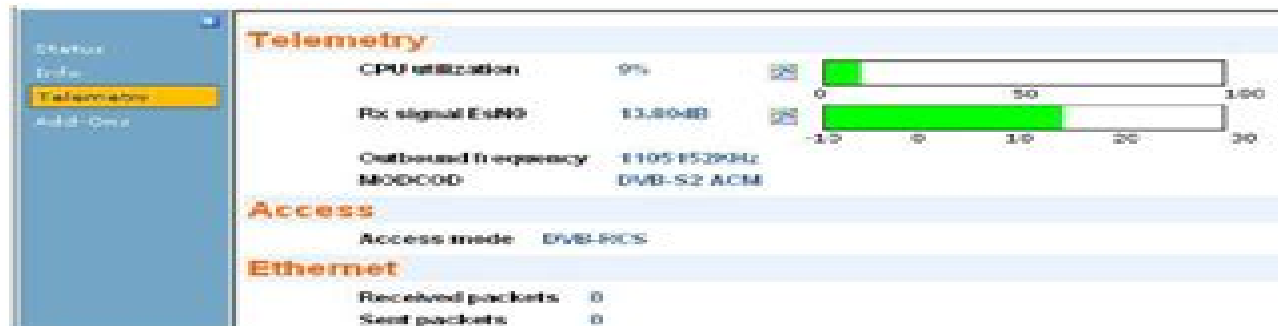 Telemetry
Status
CPU utilization 9%
Info
0 50 100
Telemetry
Rx signal EsN0 13.80dB
Add-Ons
-10 0 10 20 30
Outbound frequency
MODCOD DVB-S2 ACM
Access
Access mode DVB-RCS
Ethernet
Received packets 0
Sent packets 0